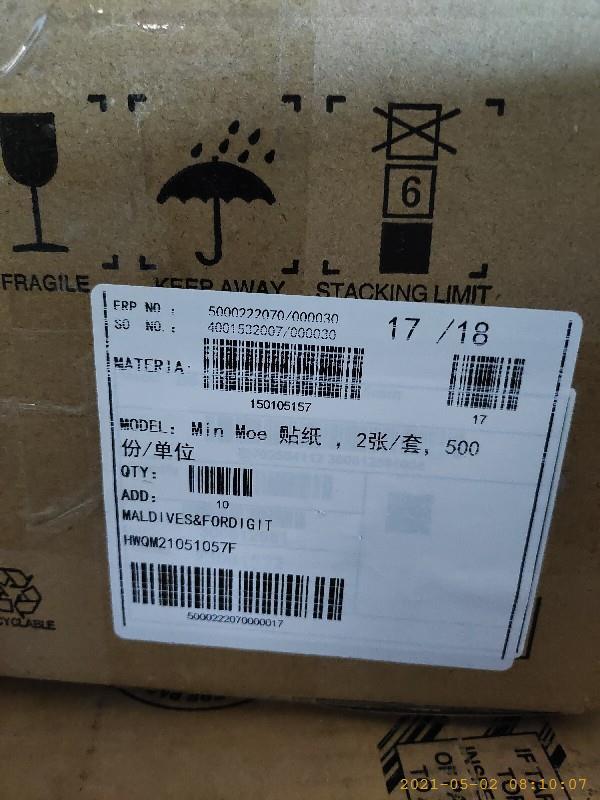 6
FRAGILE
KEEP AWAY
STACKING LIMIT
ERP NO : 5000222070/000030
SO NO.: 4001532007/000030
17 /18
MATERIA:
150105157
17
MODEL: Min Moe 贴纸 , 2张/套, 500
份/单位
QTY:
10
ADD:
MALDIVES&FORDIGIT
HWQM21051057F
5000222070000017
CYCLABLE
IF TAP
2021-05-02 08:10:07